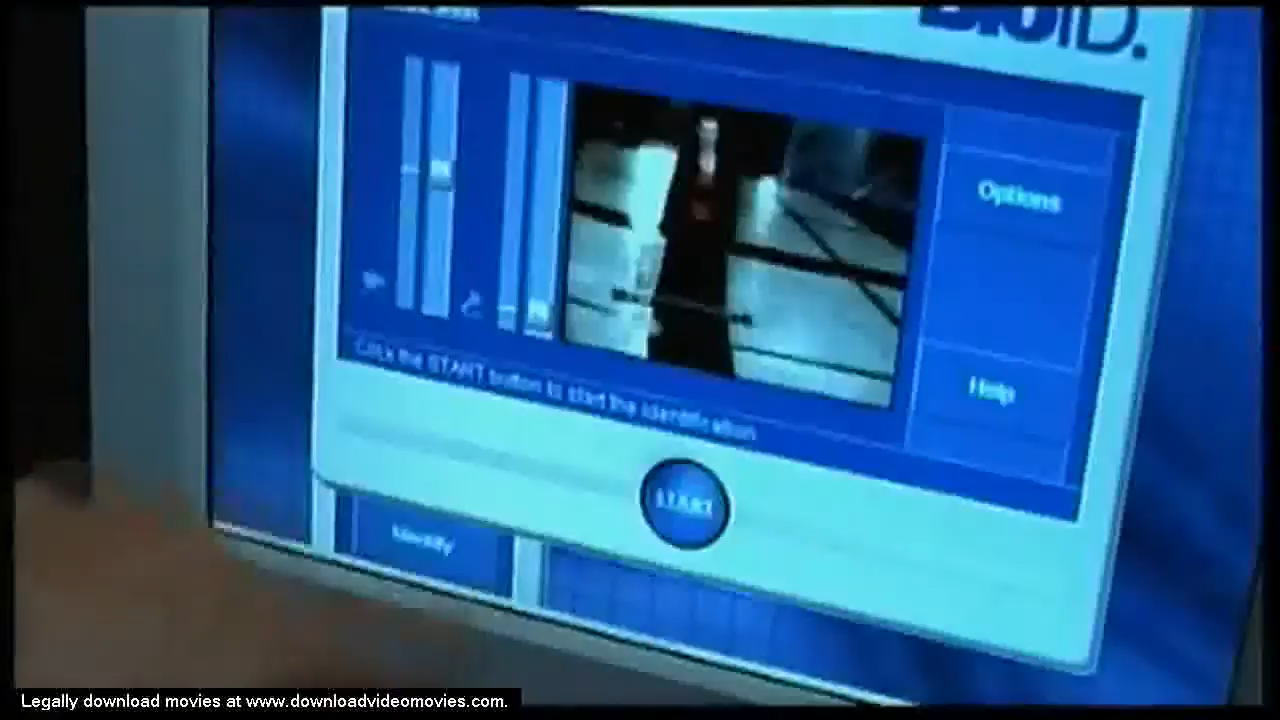 BioID.
Options
Click the START button to start the identification
Help
START
Identify
Legally download movies at www.downloadvideomovies.com.